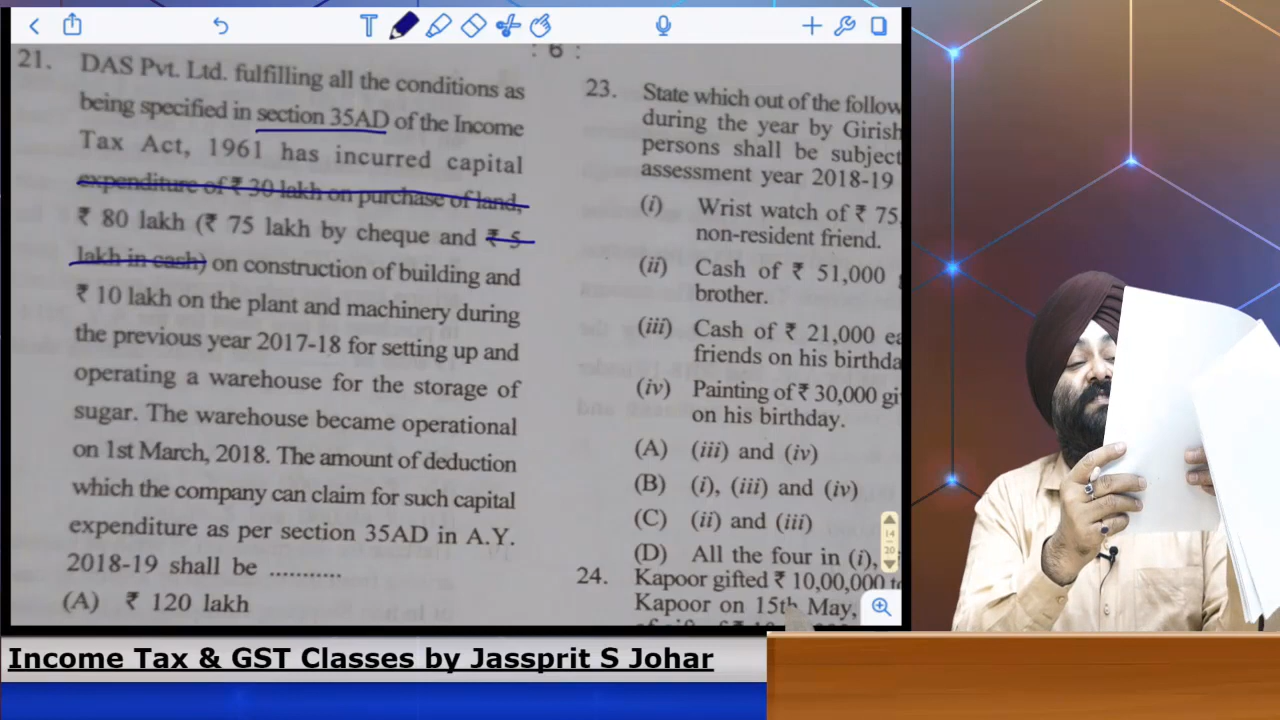 : 6 :
21. DAS Pvt. Ltd. fulfilling all the conditions as
being specified in section 35AD of the Income
Tax Act, 1961 has incurred capital
expenditure of ₹ 30 lakh on purchase of land,
₹ 80 lakh (₹ 75 lakh by cheque and ₹ 5
lakh in cash) on construction of building and
₹ 10 lakh on the plant and machinery during
the previous year 2017-18 for setting up and
operating a warehouse for the storage of
sugar. The warehouse became operational
on 1st March, 2018. The amount of deduction
which the company can claim for such capital
expenditure as per section 35AD in A.Y.
2018-19 shall be ...........
(A) ₹ 120 lakh
23. State which out of the follow
during the year by Girish
persons shall be subject
assessment year 2018-19
(i) Wrist watch of ₹ 75,
non-resident friend.
(ii) Cash of ₹ 51,000
brother.
(iii) Cash of ₹ 21,000 ea
friends on his birthda
(iv) Painting of ₹ 30,000 gi
on his birthday.
(A) (iii) and (iv)
(B) (i), (iii) and (iv)
(C) (ii) and (iii)
(D) All the four in (i),
24. Kapoor gifted ₹ 10,00,000 to
Kapoor on 15th May,
14
20
Income Tax & GST Classes by Jassprit S Johar